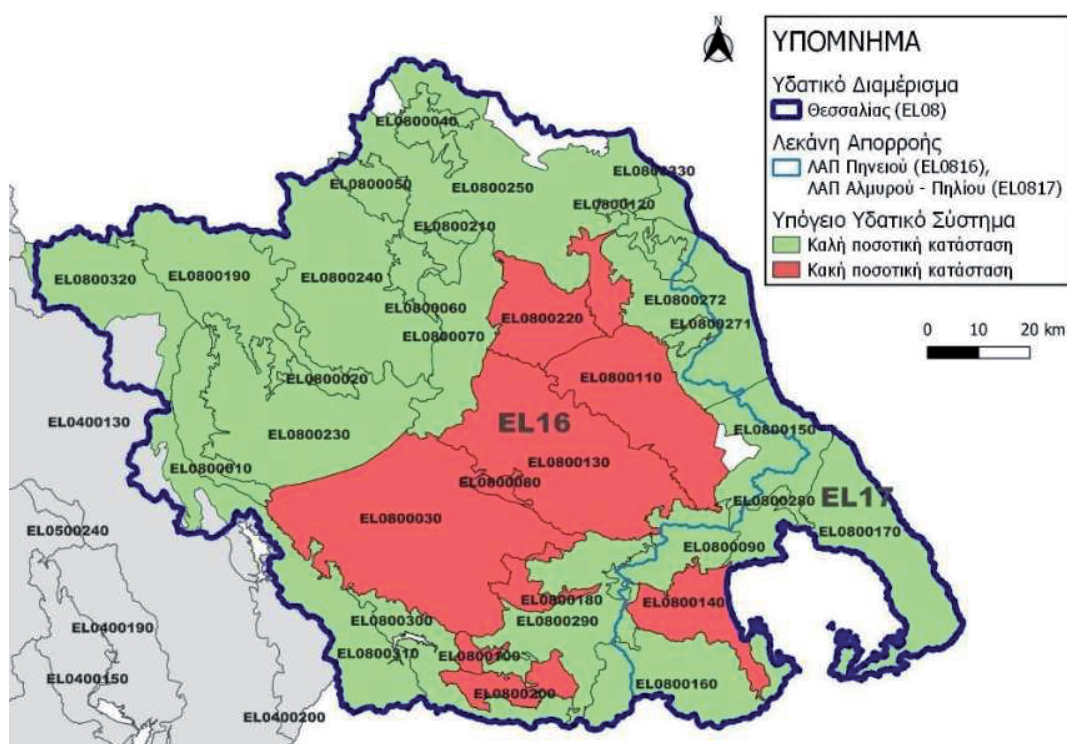 ΥΠΟΜΝΗΜΑ
Υδατικό Διαμέρισμα
Θεσσαλίας (EL08)
Λεκάνη Απορροής
ΛΑΠ Πηνειού (EL0816),
ΛΑΠ Αλμυρού - Πηλίου (EL0817)
Υπόγειο Υδατικό Σύστημα
Καλή ποσοτική κατάσταση
Κακή ποσοτική κατάσταση
0 10 20 km
EL0800040
EL0800330
EL0800050
EL0800250
EL0800120
EL0800210
EL0800320
EL0800190
EL0800240
EL0800272
EL0800060
EL0800220
EL0800271
EL0800070
EL0800110
EL0800020
EL0400130
EL0800230
EL16
EL0800150
EL0800010
EL0800130
EL0800080
EL0800280
EL17
EL0800030
EL0800170
EL0500240
EL0800090
EL0800180
EL0800140
EL0400190
EL0800300
EL0800290
EL0800310
EL0800100
EL0400150
EL0800200
EL0800160
EL0400200